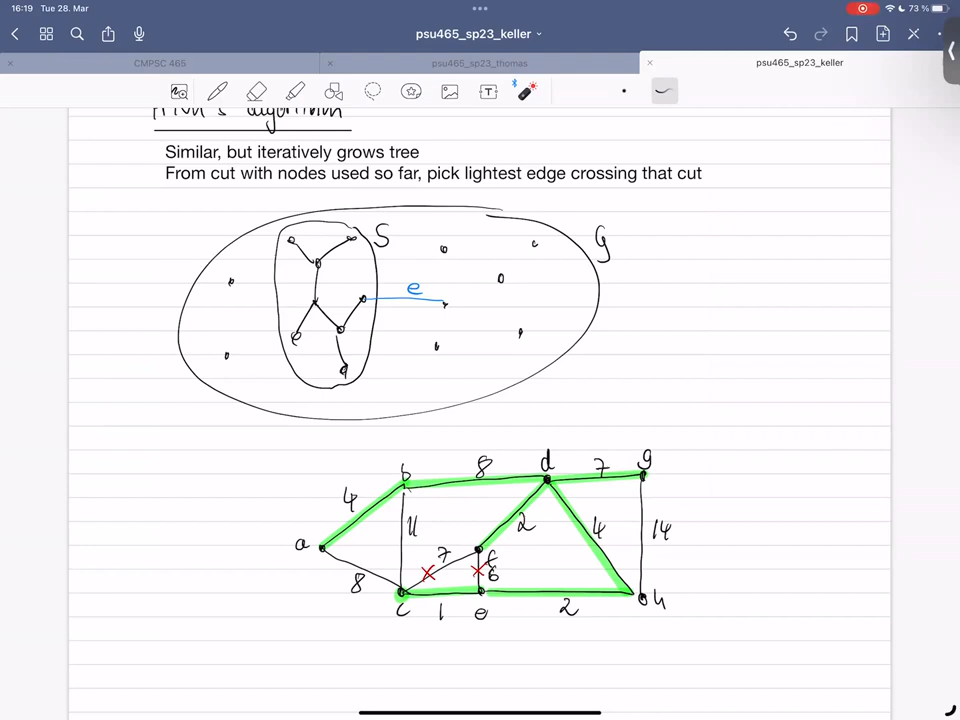 16:19 Tue 28. Mar
73 %
psu465_sp23_keller
CMPSC 465
psu465_sp23_thomas
psu465_sp23_keller
Prim's algorithm
Similar, but iteratively grows tree
From cut with nodes used so far, pick lightest edge crossing that cut
S
G
e
b 8 d 7 g
4
11 2 4 14
a
7 f
8 6
c 1 e 2 h